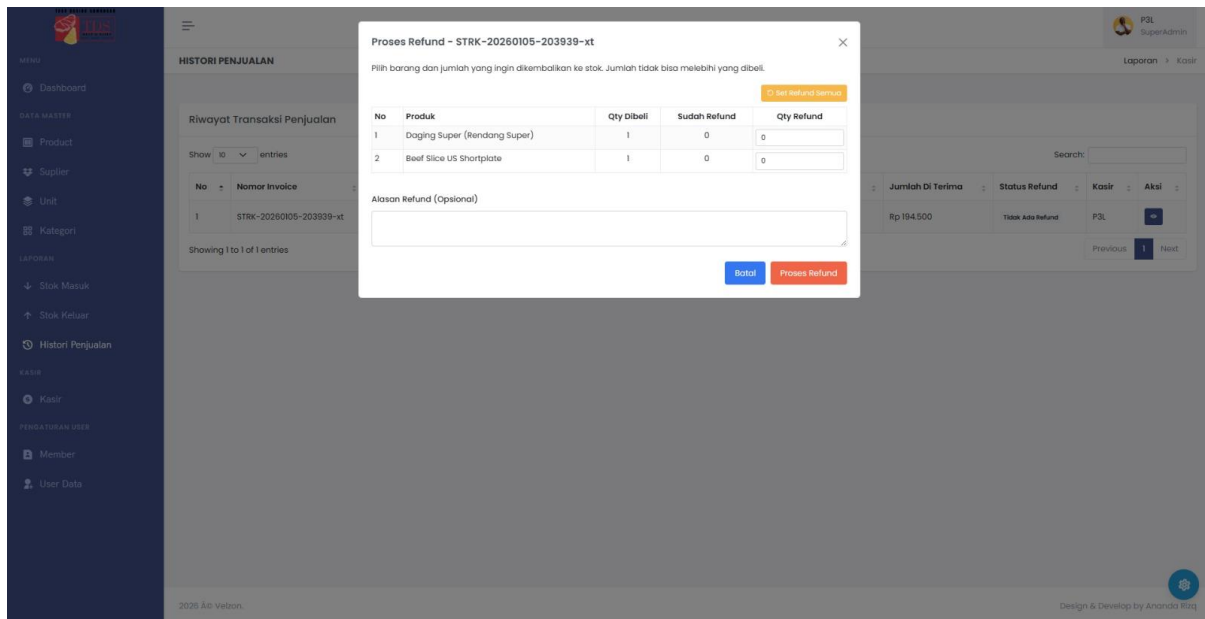 P3L
SuperAdmin
MENU
HISTORI PENJUALAN
Laporan > Kasir
Dashboard
DATA MASTER
Product
Suplier
Unit
Kategori
LAPORAN
Stok Masuk
Stok Keluar
Histori Penjualan
KASIR
Kasir
PENGATURAN USER
Member
User Data
Riwayat Transaksi Penjualan
Show 10 entries
Search:
No Nomor Invoice Jumlah Di Terima Status Refund Kasir Aksi
1 STRK-20260105-203939-xt Rp 194.500 Tidak Ada Refund P3L
Showing 1 to 1 of 1 entries
Previous 1 Next
Proses Refund - STRK-20260105-203939-xt
Pilih barang dan jumlah yang ingin dikembalikan ke stok. Jumlah tidak bisa melebihi yang dibeli.
Set Refund Semua
No Produk Qty Dibeli Sudah Refund Qty Refund
1 Daging Super (Rendang Super) 1 0 0
2 Beef Slice US Shortplate 1 0 0
Alasan Refund (Opsional)
Batal Proses Refund
2026 Â© Velzon.
Design & Develop by Ananda Rizq